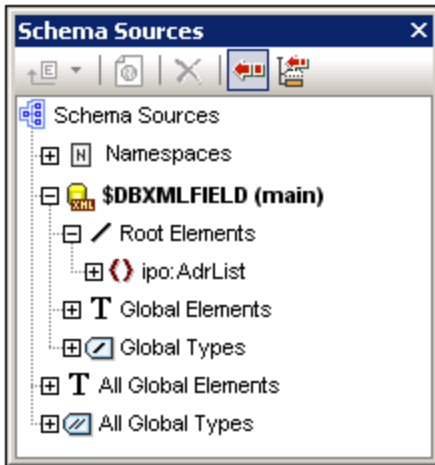 Schema Sources
Schema Sources
Namespaces
$DBXMLFIELD (main)
Root Elements
ipo:AdrList
Global Elements
Global Types
All Global Elements
All Global Types